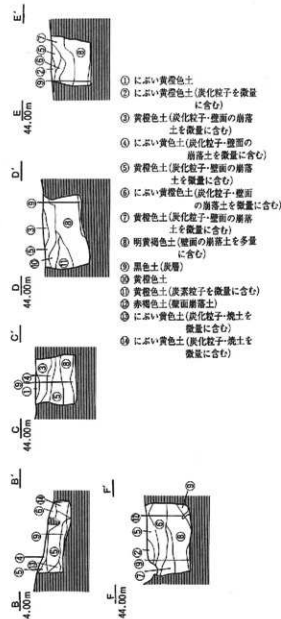 ① にぶい黄橙色土
② にぶい黄橙色土(炭化粒子を微量
に含む)
③ 黄橙色土(炭化粒子・壁面の崩落
土を微量に含む)
④ にぶい黄色土(炭化粒子・壁面の
崩落土を微量に含む)
⑤ 黄橙色土(炭化粒子・壁面の崩落
土を微量に含む)
⑥ にぶい黄橙色土(炭化粒子・壁面
の崩落土を微量に含む)
⑦ 黄橙色土(炭化粒子・壁面の崩落
土を微量に含む)
⑧ 明黄褐色土(壁面の崩落土を多量
に含む)
⑨ 黒色土(炭層)
⑩ 黄橙色土
⑪ 黄橙色土(炭素粒子を微量に含む)
⑫ 赤褐色土(壁面崩落土)
⑬ にぶい黄色土(炭化粒子・焼土を
微量に含む)
⑭ にぶい黄色土(炭化粒子・焼土を
微量に含む)
E E'
44.00m
D D'
44.00m
C C'
44.00m
B B'
4.00m
F F'
44.00m